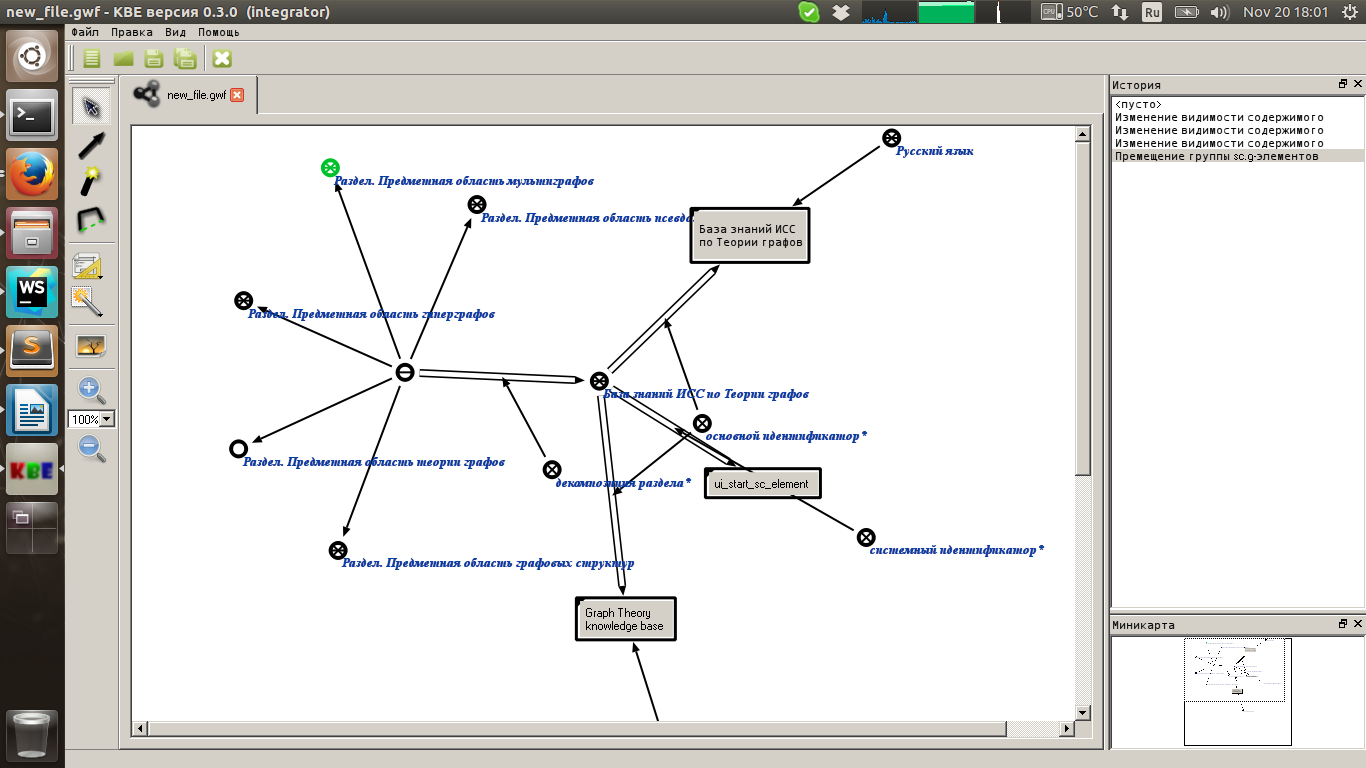 new_file.gwf - KBE версия 0.3.0 (integrator)
50°C
Ru
Nov 20 18:01
Файл Правка Вид Помощь
new_file.gwf
100%
Русский язык
Раздел. Предметная область мультиграфов
Раздел. Предметная область псевдо
База знаний ИСС
по Теории графов
Раздел. Предметная область гиперграфов
База знаний ИСС по Теории графов
основной идентификатор*
Раздел. Предметная область теории графов
декампозиция раздела*
ui_start_sc_element
системный идентификатор*
Раздел. Предметная область графовых структур
Graph Theory
knowledge base
История
<пусто>
Изменение видимости содержимого
Изменение видимости содержимого
Изменение видимости содержимого
Премещение группы sc.g-элементов
Миникарта
WS
S
KBE